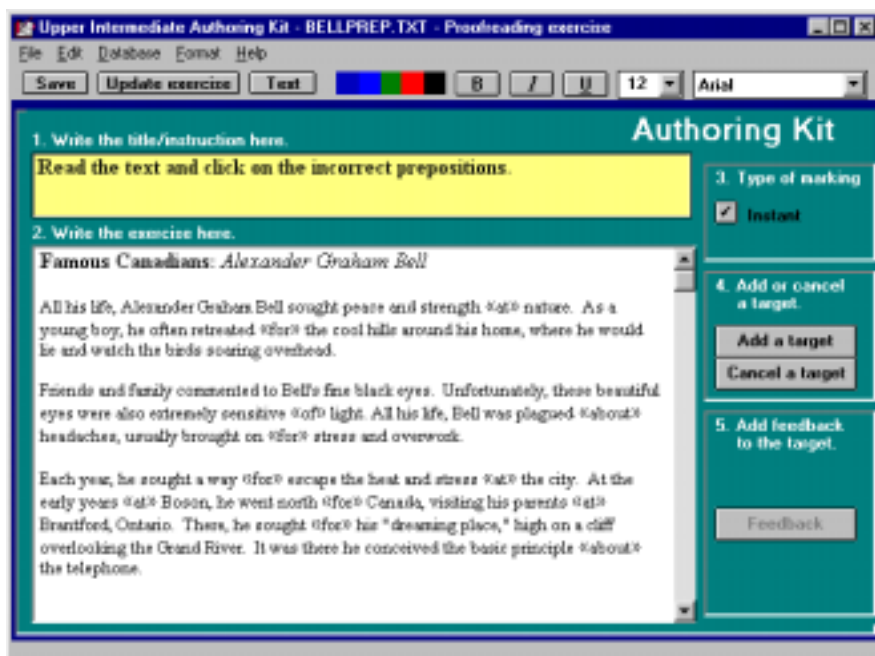 Upper Intermediate Authoring Kit - BELLPREP.TXT - Proofreading exercise
File Edit Database Format Help
Save Update exercise Text B I U 12 Arial
Authoring Kit
1. Write the title/instruction here.
Read the text and click on the incorrect prepositions.
2. Write the exercise here.
Famous Canadians: Alexander Graham Bell
All his life, Alexander Graham Bell sought peace and strength «at» nature. As a
young boy, he often retreated «for» the cool hills around his home, where he would
lie and watch the birds soaring overhead.
Friends and family commented to Bell's fine black eyes. Unfortunately, these beautiful
eyes were also extremely sensitive «of» light. All his life, Bell was plagued «about»
headaches, usually brought on «for» stress and overwork.
Each year, he sought a way «for» escape the heat and stress «at» the city. At the
early years «at» Boson, he went north «for» Canada, visiting his parents «at»
Brantford, Ontario. There, he sought «for» his "dreaming place," high on a cliff
overlooking the Grand River. It was there he conceived the basic principle «about»
the telephone.
3. Type of marking
Instant
4. Add or cancel
a target.
Add a target
Cancel a target
5. Add feedback
to the target.
Feedback